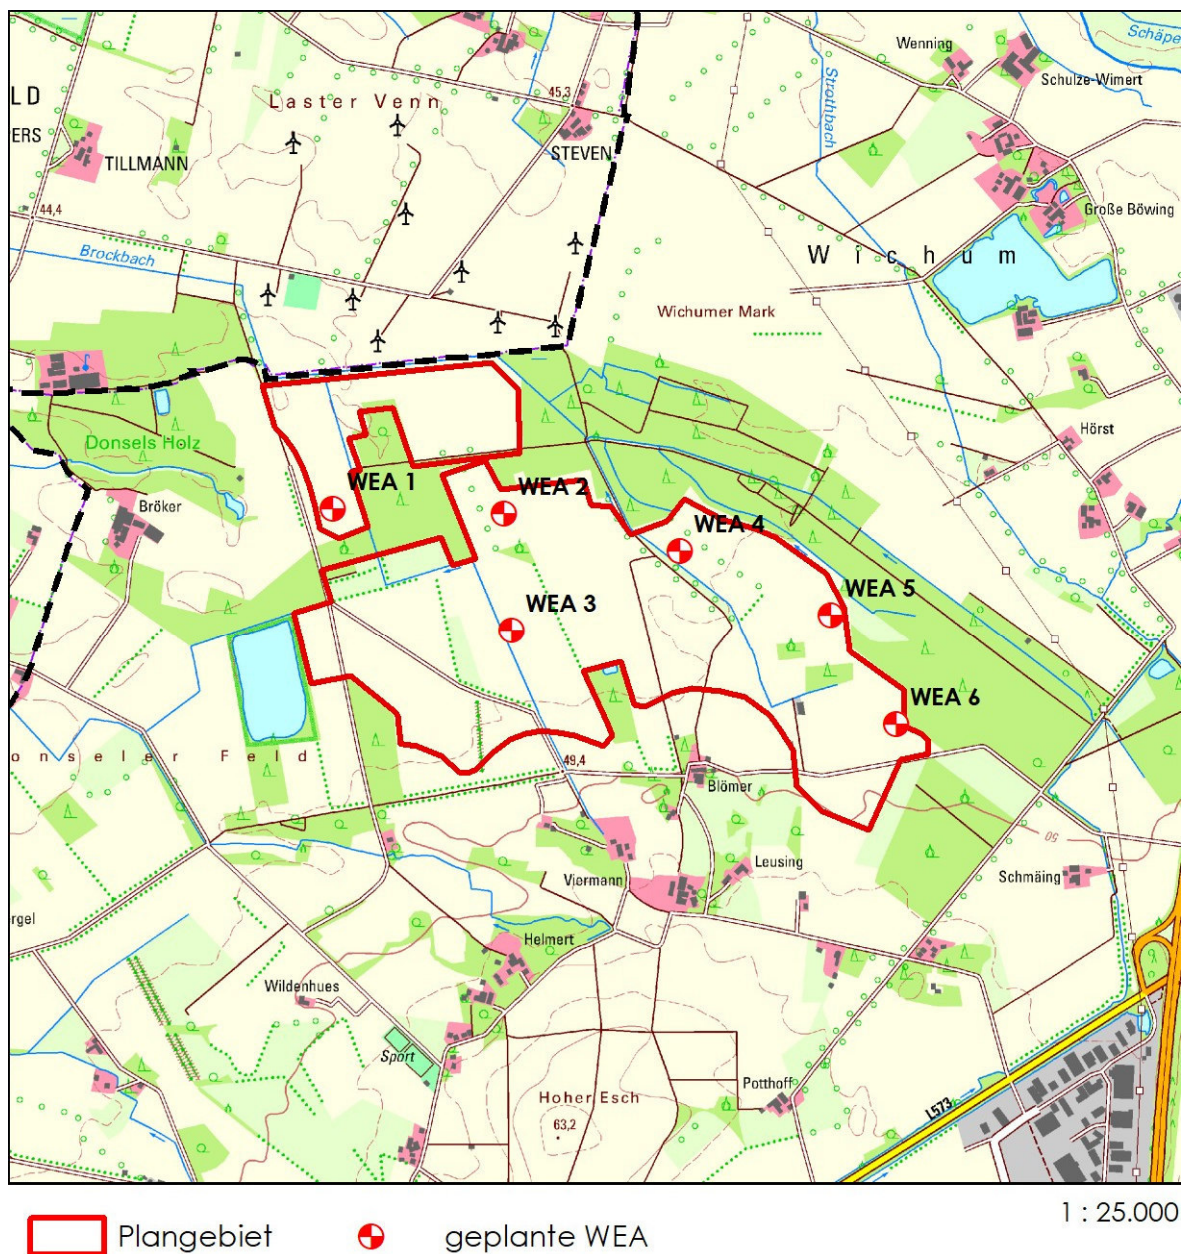 Schäpe
Wenning
Schulze-Wimert
Strothbach
LD
ERS
TILLMANN
Laster Venn
45,3
STEVEN
44,4
Brockbach
Große Böwing
Wichum
Wichumer Mark
Hörst
Donsels Holz
Bröker
WEA 1
WEA 2
WEA 4
WEA 3
WEA 5
WEA 6
onseler Feld
49,4
Blömer
50
Leusing
Viermann
Schmäing
ergel
Helmert
Wildenhues
Sport
Potthoff
Hoher Esch
63,2
L573
1 : 25.000
Plangebiet
geplante WEA